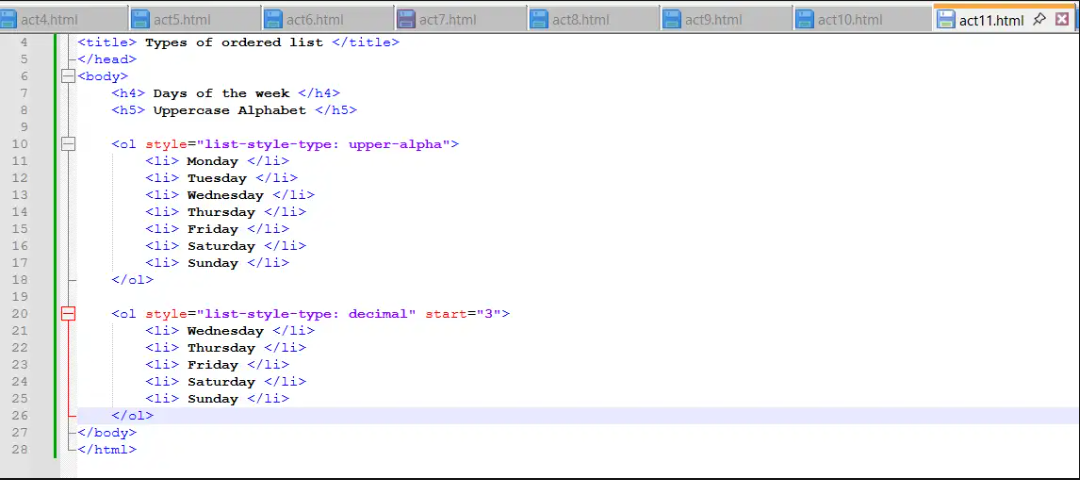 act4.html act5.html act6.html act7.html act8.html act9.html act10.html act11.html
4 <title> Types of ordered list </title>
5 </head>
6 <body>
7 <h4> Days of the week </h4>
8 <h5> Uppercase Alphabet </h5>
9
10 <ol style="list-style-type: upper-alpha">
11 <li> Monday </li>
12 <li> Tuesday </li>
13 <li> Wednesday </li>
14 <li> Thursday </li>
15 <li> Friday </li>
16 <li> Saturday </li>
17 <li> Sunday </li>
18 </ol>
19
20 <ol style="list-style-type: decimal" start="3">
21 <li> Wednesday </li>
22 <li> Thursday </li>
23 <li> Friday </li>
24 <li> Saturday </li>
25 <li> Sunday </li>
26 </ol>
27 </body>
28 </html>